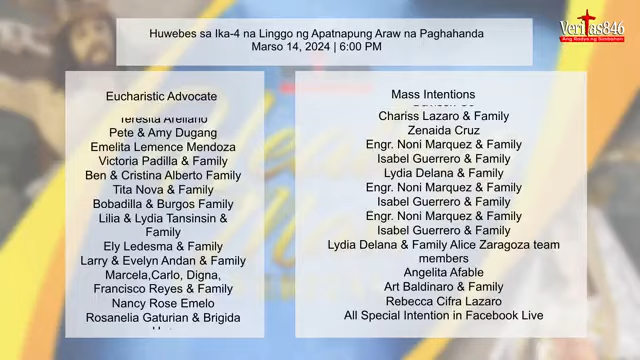 Huwebes sa Ika-4 na Linggo ng Apatnapung Araw na Paghahanda
Marso 14, 2024 | 6:00 PM
Veritas846
Ang Radyo ng Simbahan
Eucharistic Advocate
Teresita Arellano
Pete & Amy Dugang
Emelita Lemence Mendoza
Victoria Padilla & Family
Ben & Cristina Alberto Family
Tita Nova & Family
Bobadilla & Burgos Family
Lilia & Lydia Tansinsin &
Family
Ely Ledesma & Family
Larry & Evelyn Andan & Family
Marcela,Carlo, Digna,
Francisco Reyes & Family
Nancy Rose Emelo
Rosanelia Gaturian & Brigida
Mass Intentions
Chariss Lazaro & Family
Zenaida Cruz
Engr. Noni Marquez & Family
Isabel Guerrero & Family
Lydia Delana & Family
Engr. Noni Marquez & Family
Isabel Guerrero & Family
Engr. Noni Marquez & Family
Isabel Guerrero & Family
Lydia Delana & Family Alice Zaragoza team
members
Angelita Afable
Art Baldinaro & Family
Rebecca Cifra Lazaro
All Special Intention in Facebook Live